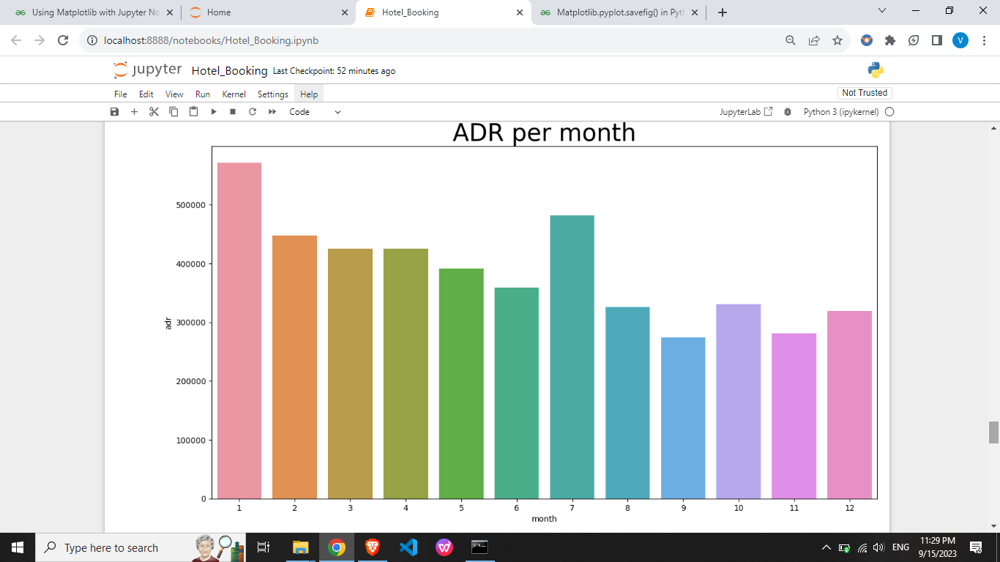 Using Matplotlib with Jupyter No
Home
Hotel_Booking
Matplotlib.pyplot.savefig() in Pyth
localhost:8888/notebooks/Hotel_Booking.ipynb
V
jupyter Hotel_Booking Last Checkpoint: 52 minutes ago
File Edit View Run Kernel Settings Help
Not Trusted
Code
JupyterLab
Python 3 (ipykernel)
ADR per month
500000
400000
300000
200000
100000
0
adr
1 2 3 4 5 6 7 8 9 10 11 12
month
Type here to search
ENG
11:29 PM
9/15/2023